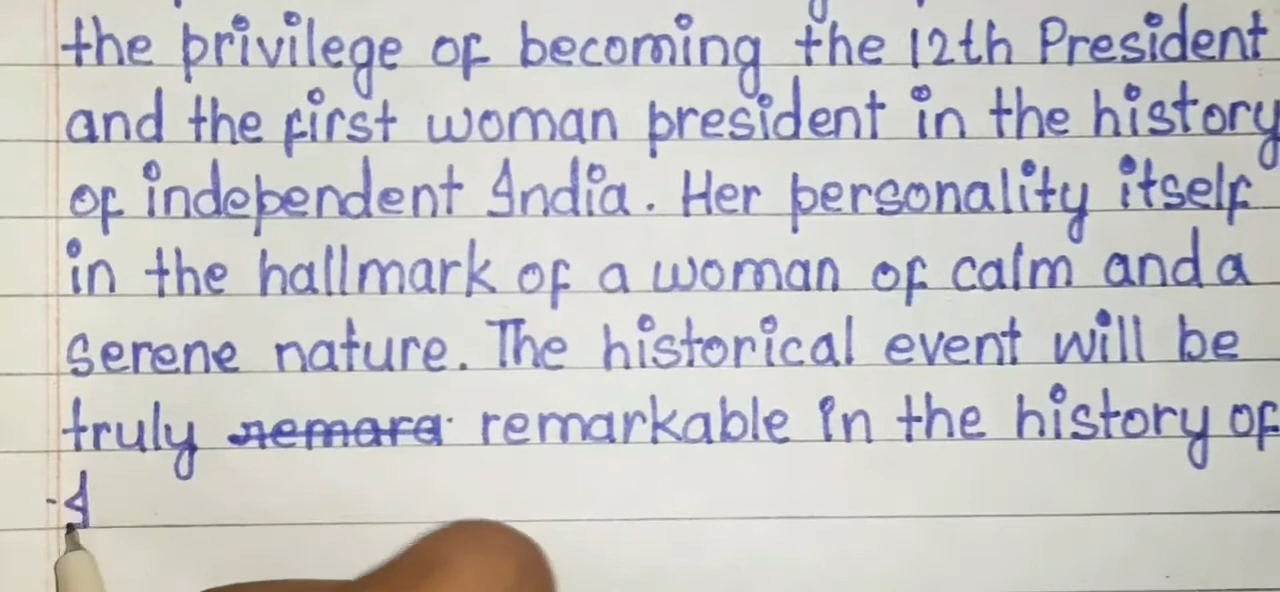 the privilege of becoming the 12th President
and the first woman president in the history
of independent India. Her personality itself
in the hallmark of a woman of calm and a
serene nature. The historical event will be
truly remarkable in the history of